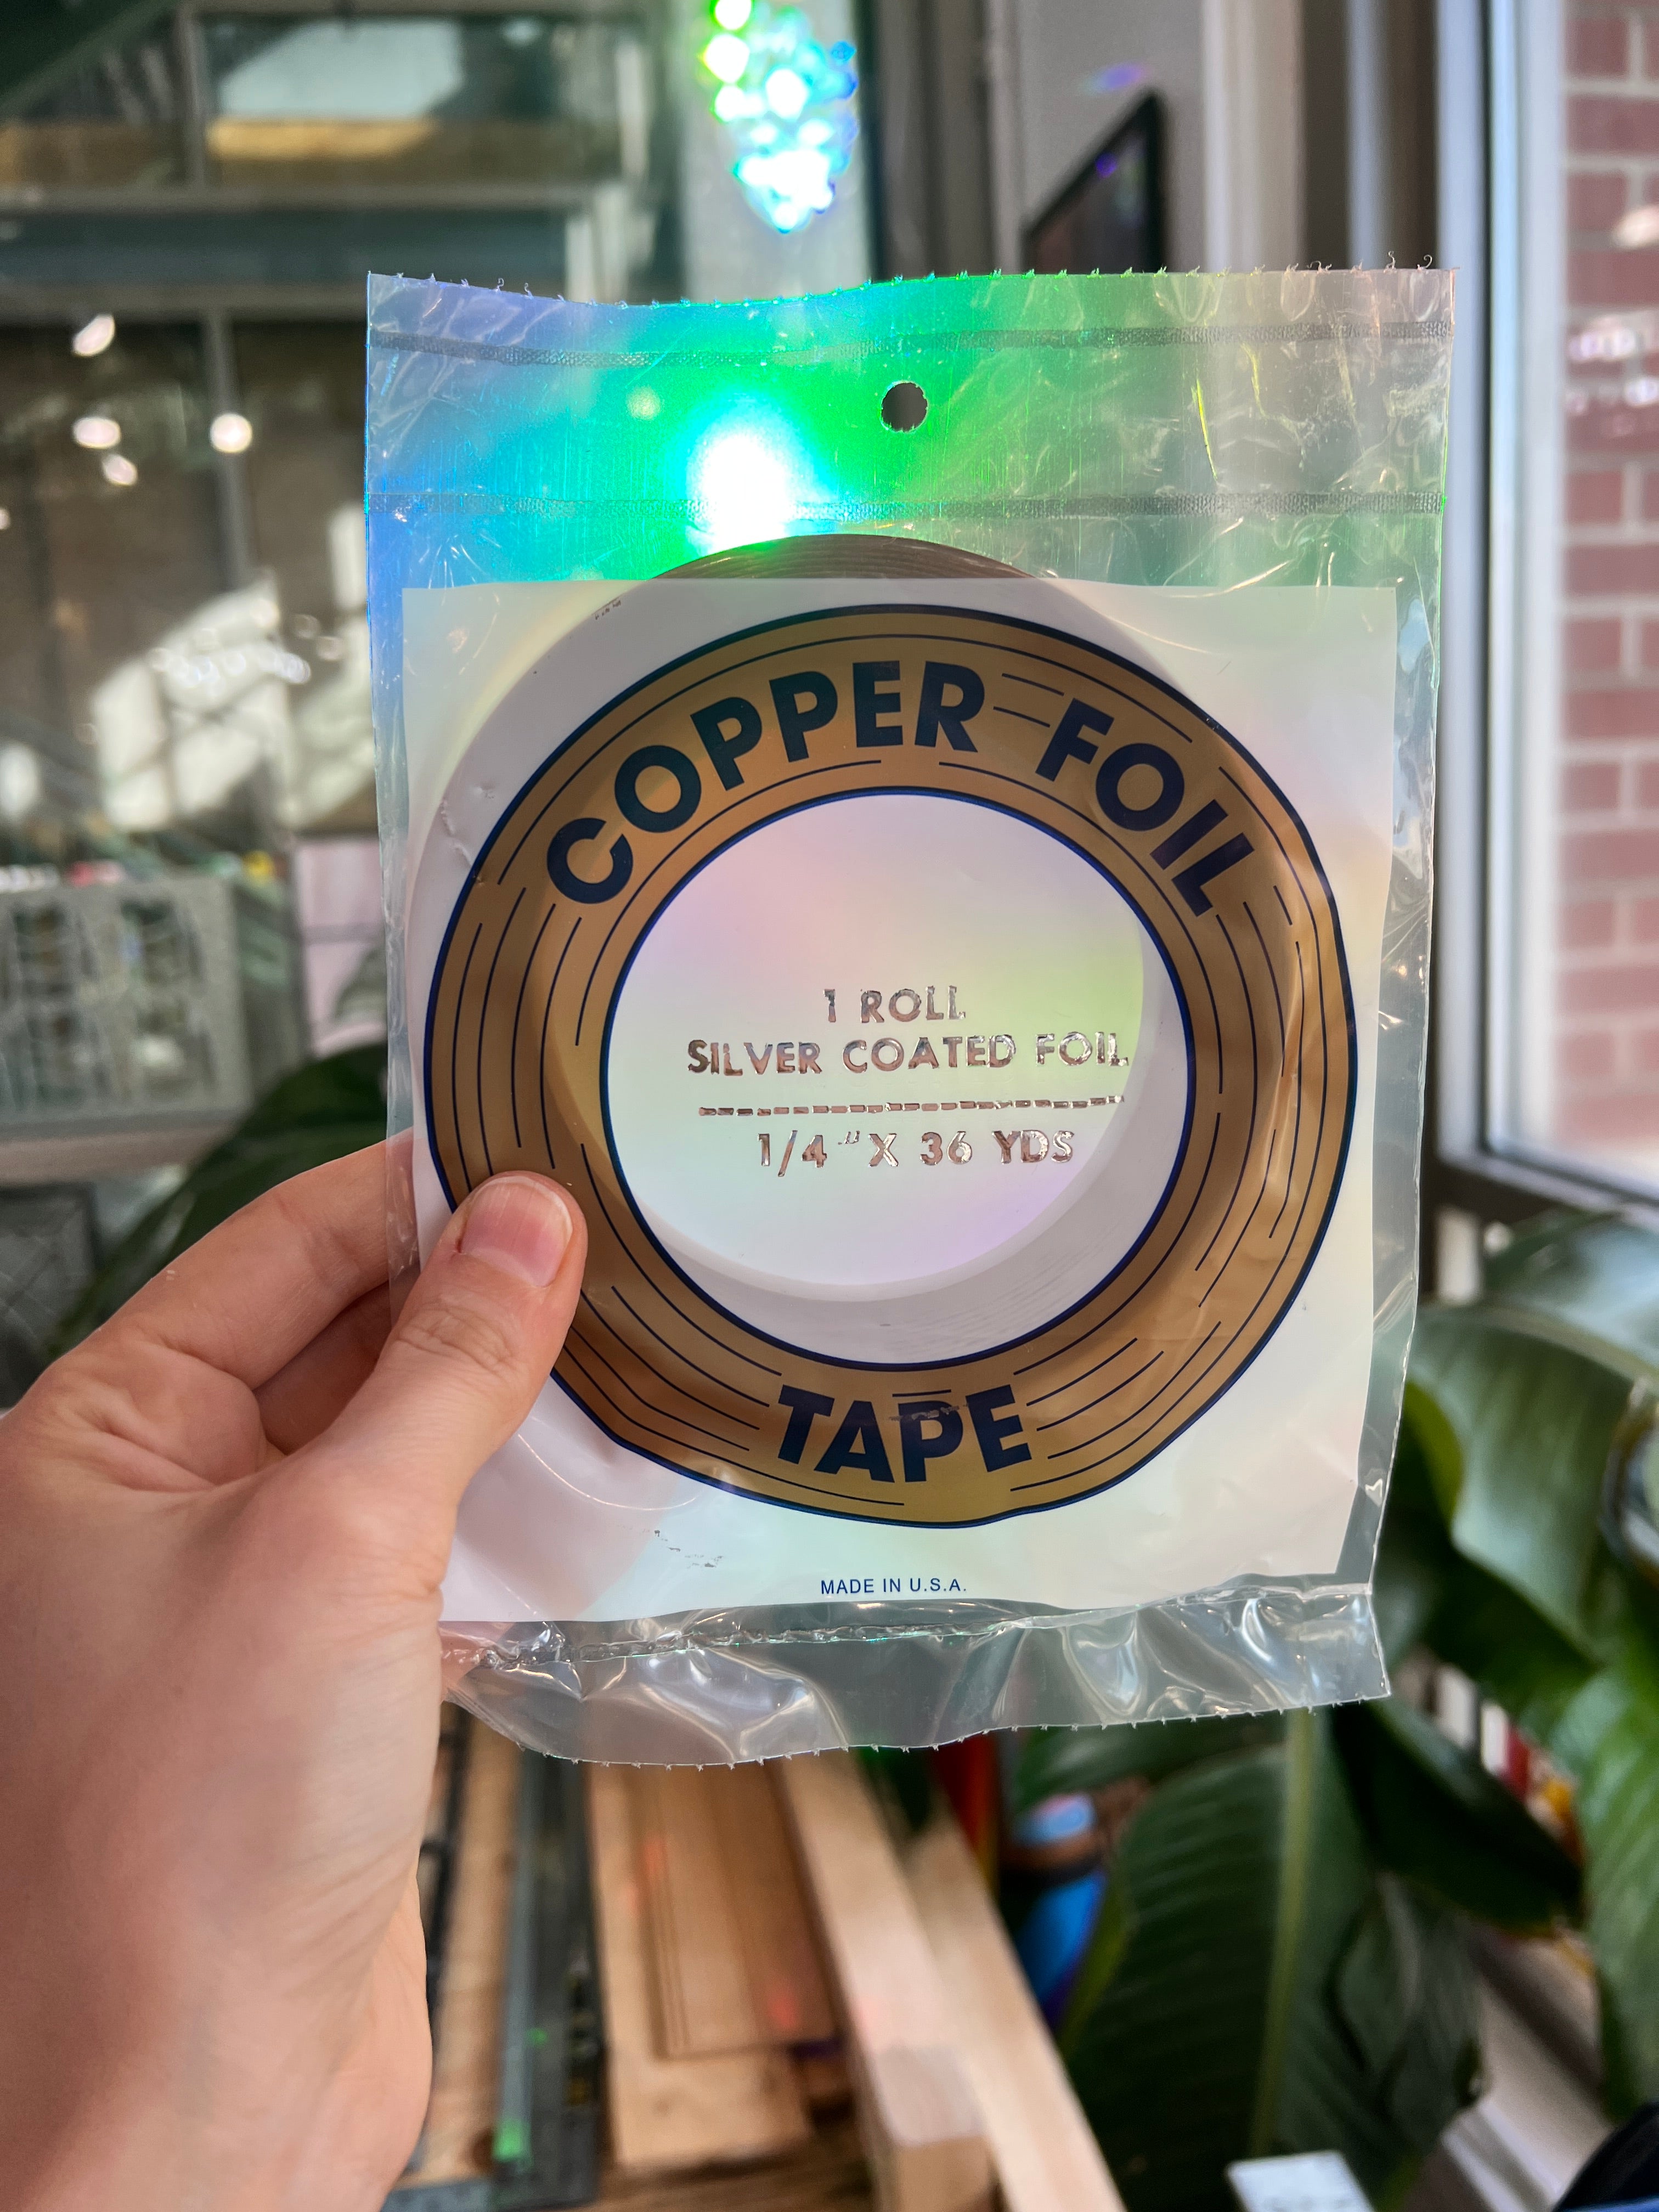 COPPER FOIL
1 ROLL
SILVER COATED FOIL
1/4" X 36 YDS
TAPE
MADE IN U.S.A.